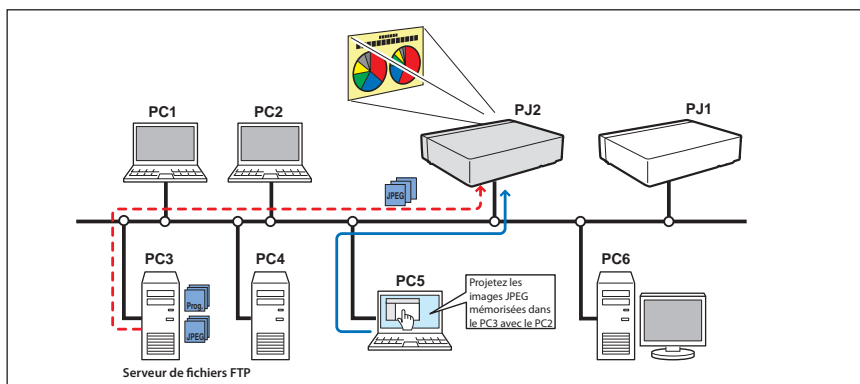 PC1
PC2
PJ2
PJ1
JPEG
PC3
PC4
PC5
PC6
Prog.
JPEG
Projetez les
images JPEG
mémorisées dans
le PC3 avec le PC2
Serveur de fichiers FTP